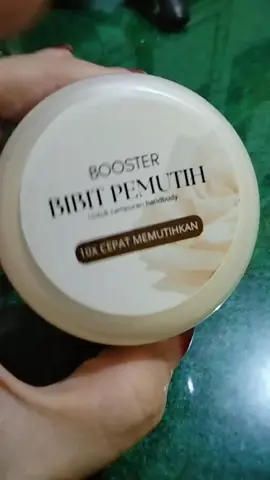 BOOSTER
BIBIT PEMUTIH
Untuk campuran handbody
10X CEPAT MEMUTIHKAN